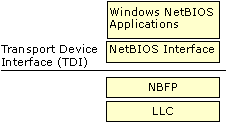 Windows NetBIOS
Applications
Transport Device
Interface (TDI)
NetBIOS Interface
NBFP
LLC